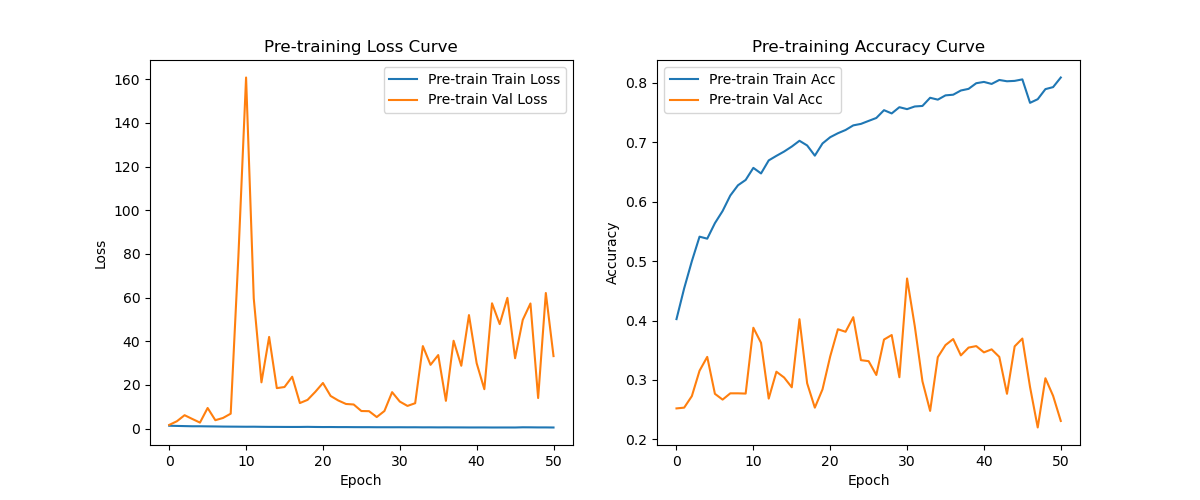 Pre-training Loss Curve
Pre-train Train Loss
Pre-train Val Loss
160
140
120
100
80
60
40
20
0
Loss
0 10 20 30 40 50
Epoch
Pre-training Accuracy Curve
Pre-train Train Acc
Pre-train Val Acc
0.8
0.7
0.6
0.5
0.4
0.3
0.2
Accuracy
0 10 20 30 40 50
Epoch